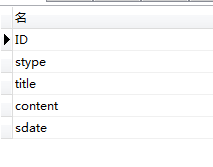 名
ID
stype
title
content
sdate